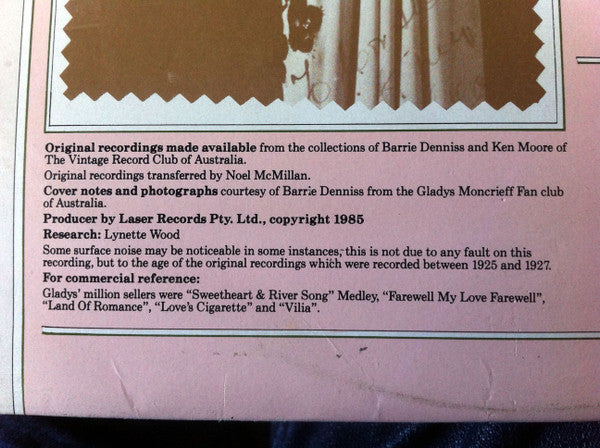 Original recordings made available from the collections of Barrie Denniss and Ken Moore of
The Vintage Record Club of Australia.
Original recordings transferred by Noel McMillan.
Cover notes and photographs courtesy of Barrie Denniss from the Gladys Moncrieff Fan club
of Australia.
Producer by Laser Records Pty. Ltd., copyright 1985
Research: Lynette Wood
Some surface noise may be noticeable in some instances, this is not due to any fault on this
recording, but to the age of the original recordings which were recorded between 1925 and 1927.
For commercial reference:
Gladys' million sellers were "Sweetheart & River Song" Medley, "Farewell My Love Farewell",
"Land Of Romance", "Love's Cigarette" and "Vilia".